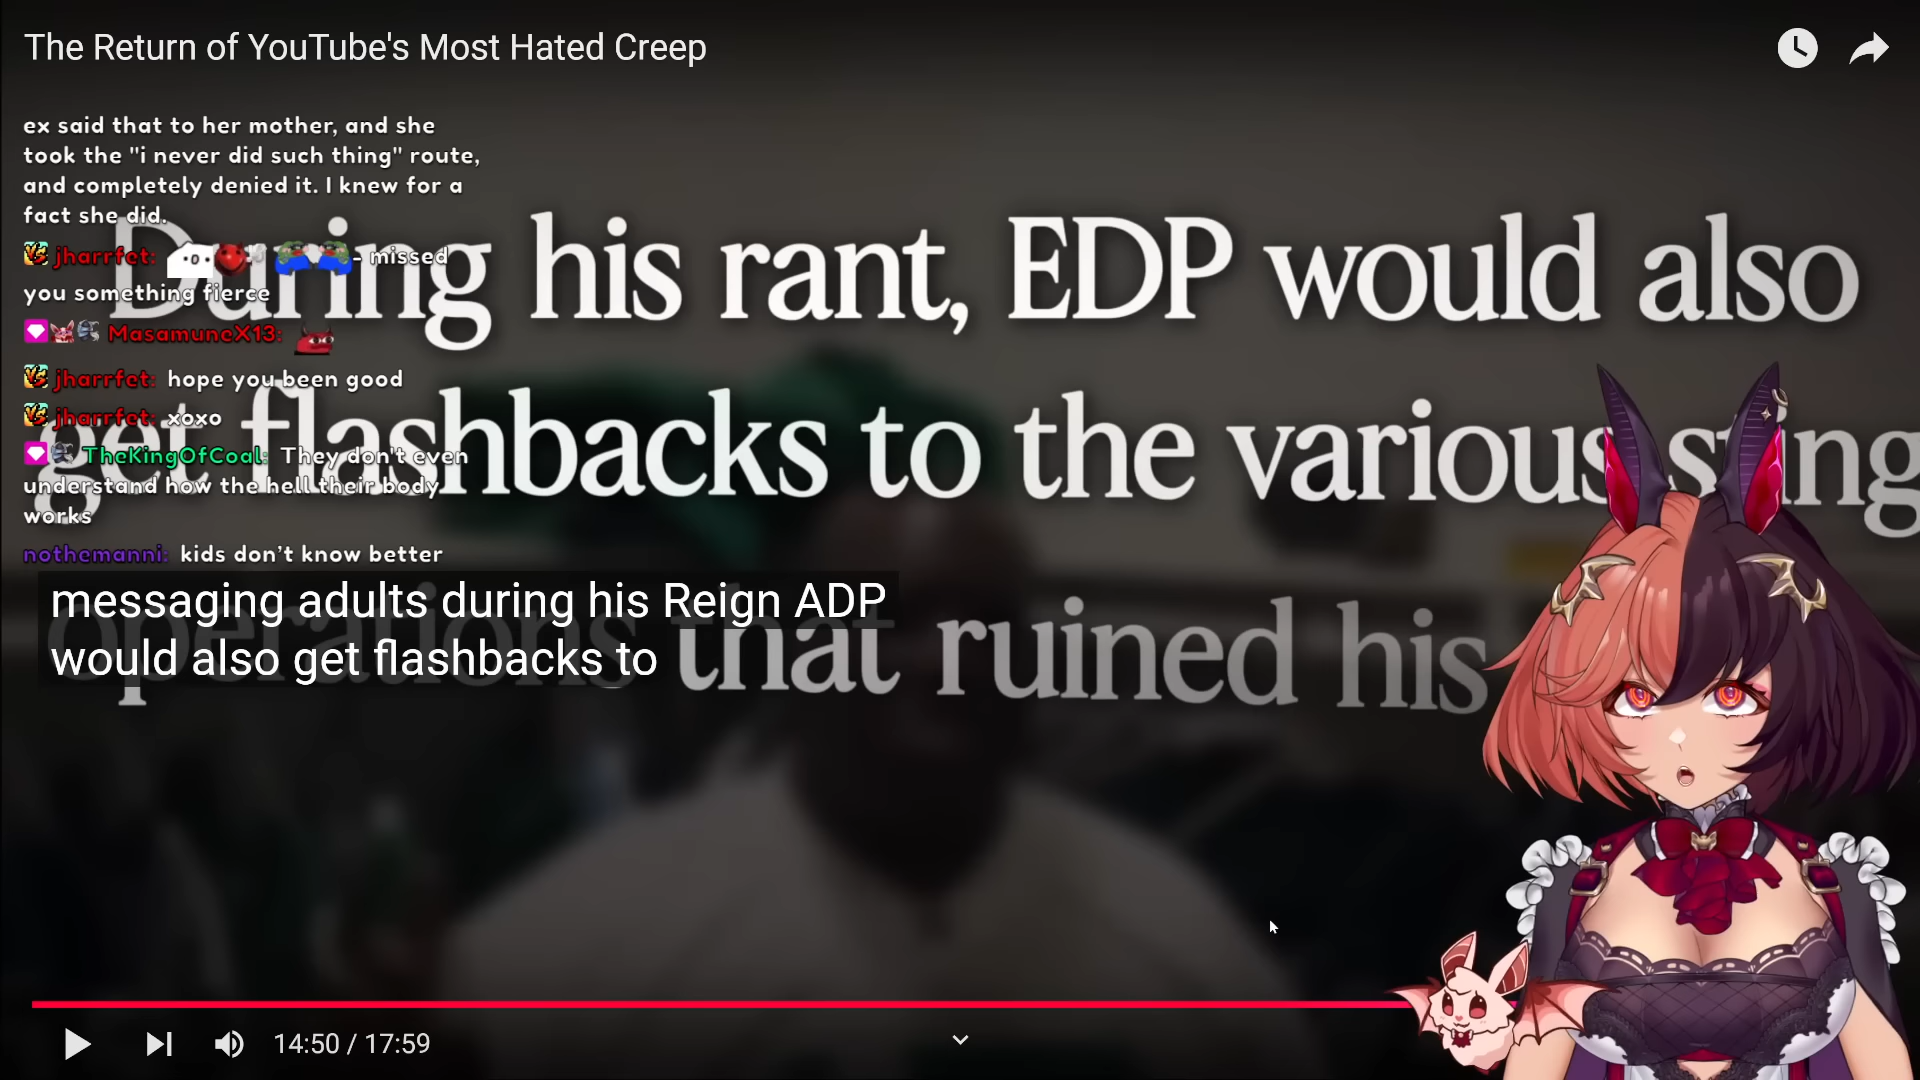 The Return of YouTube's Most Hated Creep
ex said that to her mother, and she
took the "i never did such thing" route,
and completely denied it. I knew for a
fact she did.
jharrfet: - missed
you something fierce
MasamuneX13:
jharrfet: hope you been good
jharrfet: xoxo
TheKingOfCoal: They don't even
understand how the hell their body
works
nothemanni: kids don't know better
During his rant, EDP would also
get flashbacks to the various sting
operations that ruined his
messaging adults during his Reign ADP
would also get flashbacks to
14:50 / 17:59